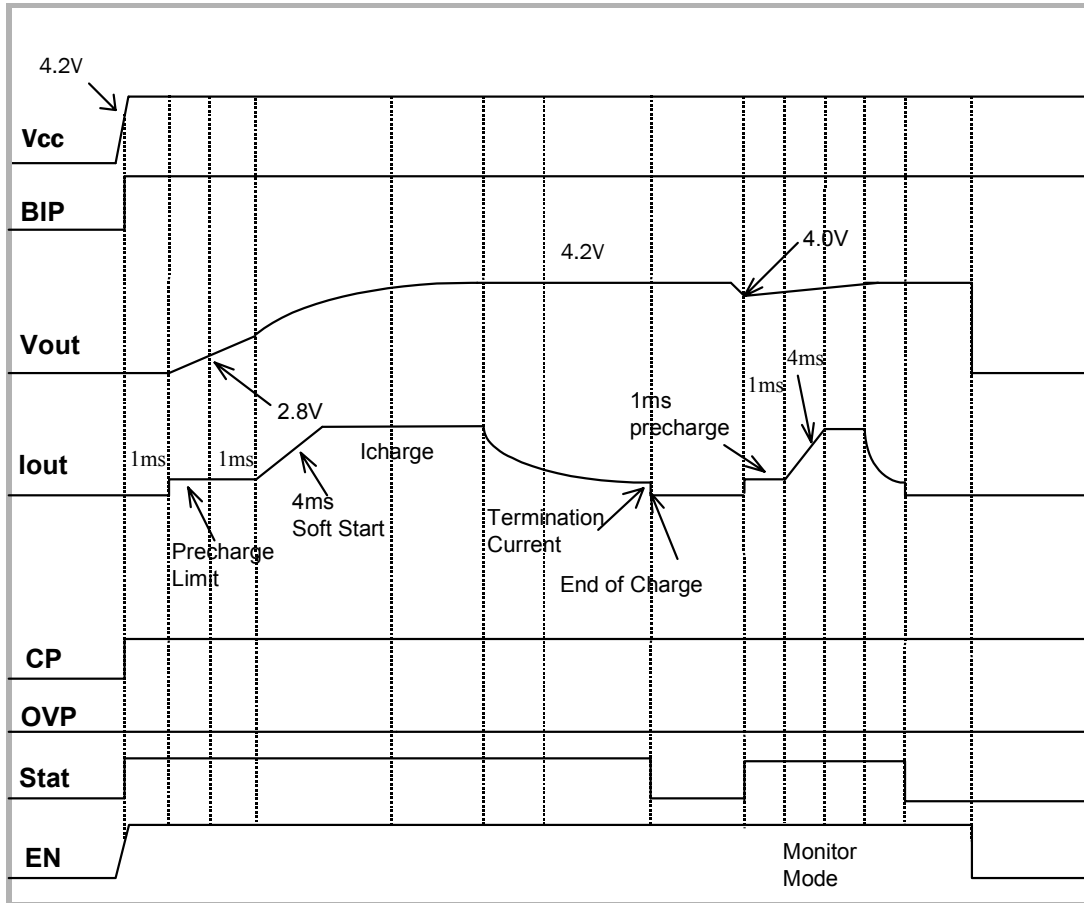 4.2V
Vcc
BIP
4.2V
4.0V
Vout
2.8V
4ms
1ms
1ms
precharge
Iout
1ms
1ms
Icharge
4ms
Soft Start
Precharge
Limit
Termination
Current
End of Charge
CP
OVP
Stat
EN
Monitor
Mode